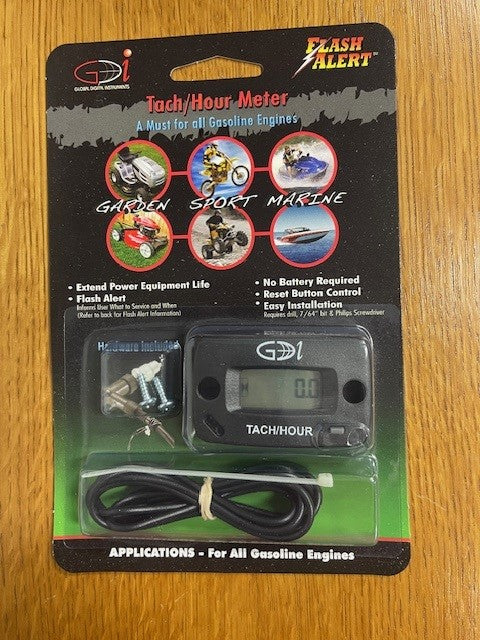 GDi
GLOBAL DIGITAL INSTRUMENTS
FLASH
ALERT™
Tach/Hour Meter
A Must for all Gasoline Engines
GARDEN SPORT MARINE
• Extend Power Equipment Life
• Flash Alert
Informs User What to Service and When
(Refer to back for Flash Alert Information)
• No Battery Required
• Reset Button Control
• Easy Installation
Requires drill, 7/64" bit & Philips Screwdriver
Hardware Included
GDi
0.0
TACH/HOUR
APPLICATIONS - For All Gasoline Engines